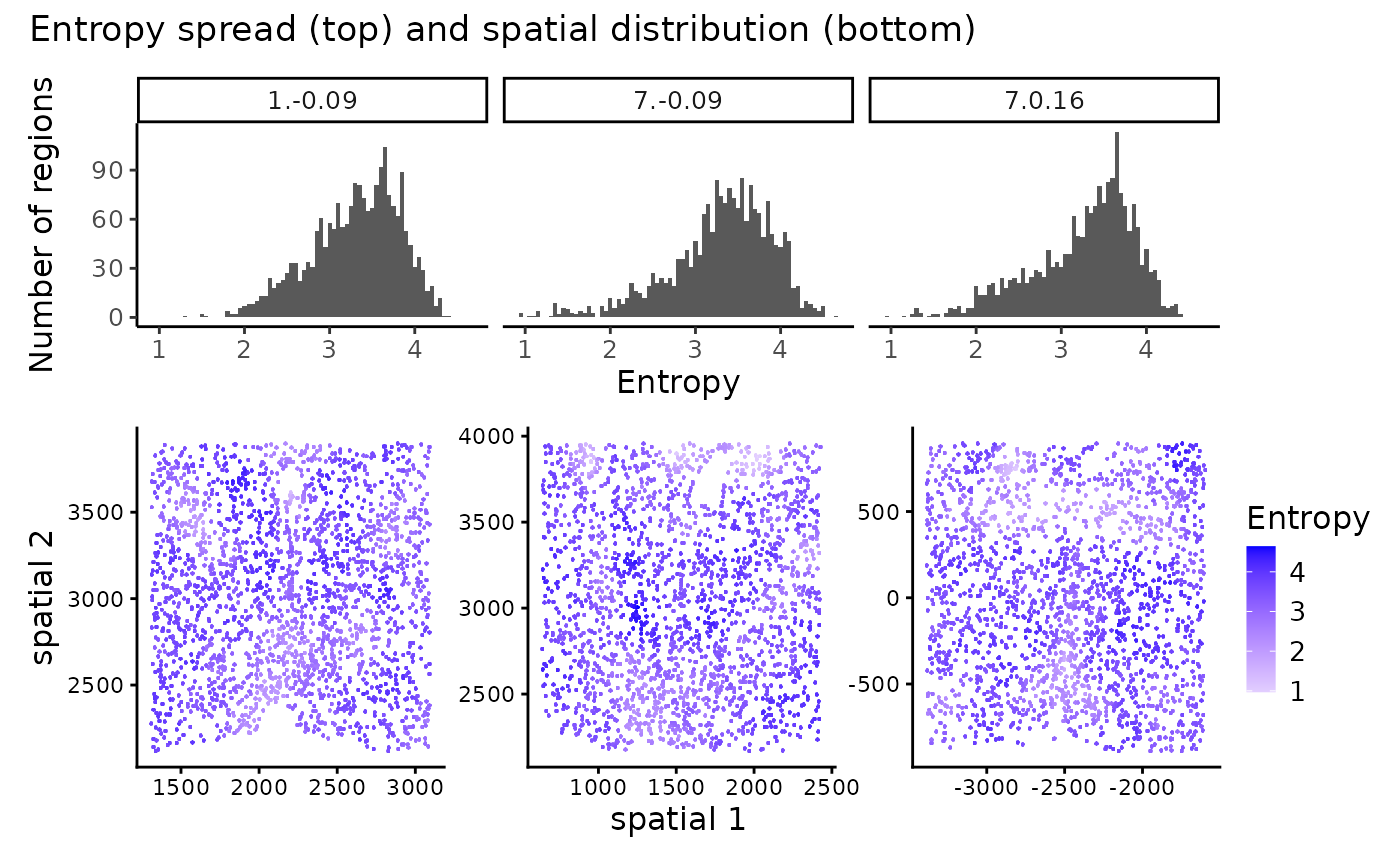 Entropy spread (top) and spatial distribution (bottom)
1.-0.09 7.-0.09 7.0.16
Number of regions
90
60
30
0
1 2 3 4 1 2 3 4 1 2 3 4
Entropy
spatial 2
3500
3000
2500
4000
3500
3000
2500
500
0
-500
1500 2000 2500 3000 1000 1500 2000 2500 -3000 -2500 -2000
spatial 1
Entropy
4
3
2
1